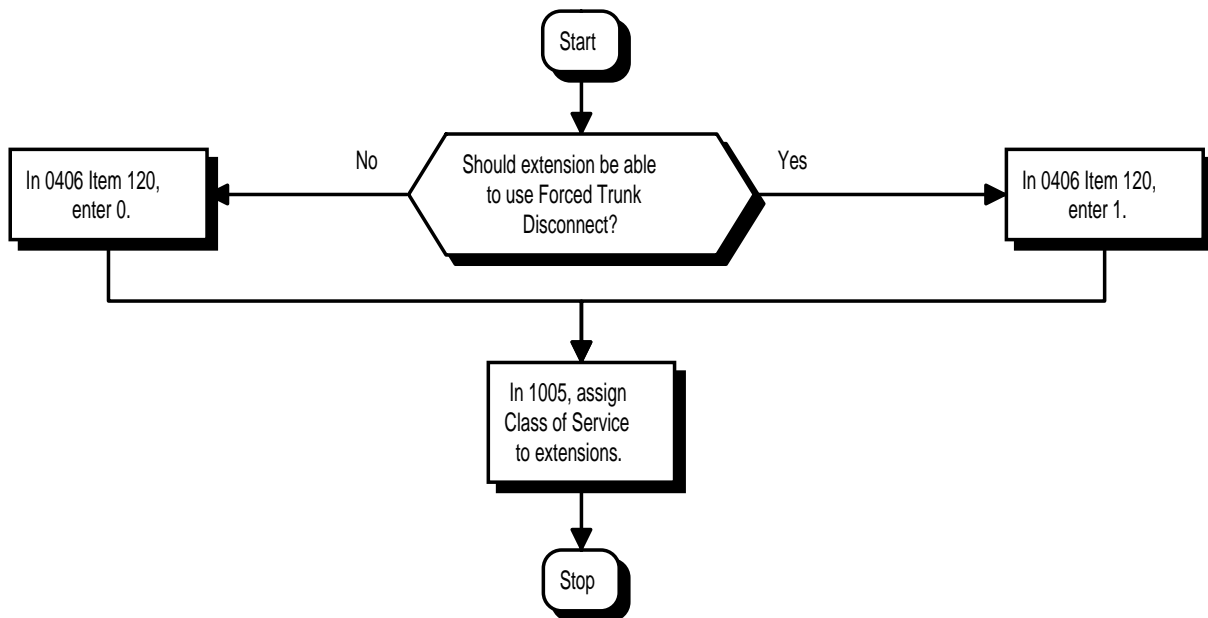 Start
No
Should extension be able
to use Forced Trunk
Disconnect?
Yes
In 0406 Item 120,
enter 0.
In 0406 Item 120,
enter 1.
In 1005, assign
Class of Service
to extensions.
Stop